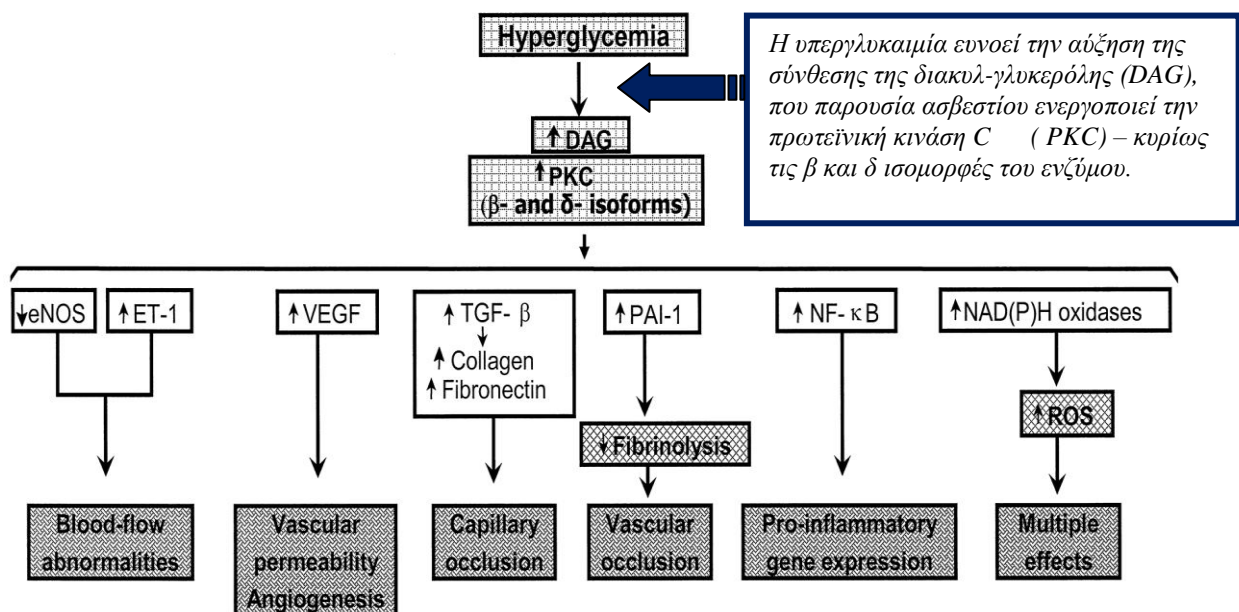 Hyperglycemia
Η υπεργλυκαιμία ευνοεί την αύξηση της
σύνθεσης της διακυλ-γλυκερόλης (DAG),
που παρουσία ασβεστίου ενεργοποιεί την
πρωτεϊνική κινάση C ( PKC) – κυρίως
τις β και δ ισομορφές του ενζύμου.
↑DAG
↑PKC
(β- and δ- isoforms)
↓eNOS
↑ET-1
↑VEGF
↑TGF- β
↑Collagen
↑Fibronectin
↑PAI-1
↑NF- κB
↑NAD(P)H oxidases
↓Fibrinolysis
↑ROS
Blood-flow
abnormalities
Vascular
permeability
Angiogenesis
Capillary
occlusion
Vascular
occlusion
Pro-inflammatory
gene expression
Multiple
effects